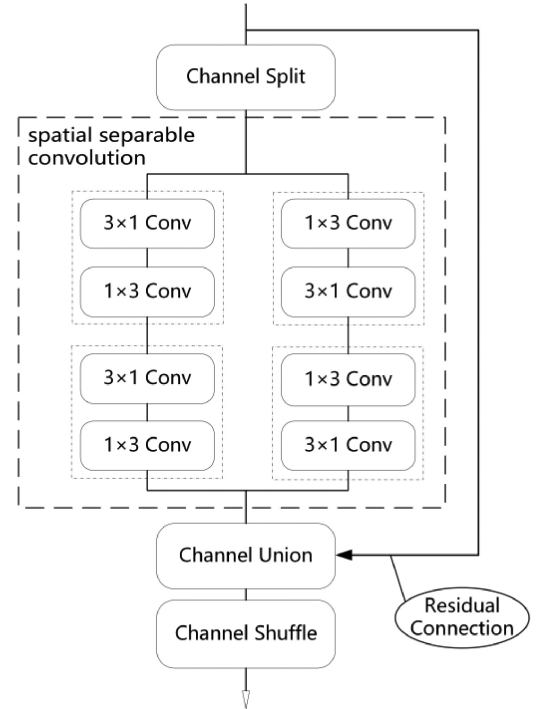 Channel Split
spatial separable
convolution
3×1 Conv
1×3 Conv
3×1 Conv
1×3 Conv
1×3 Conv
3×1 Conv
1×3 Conv
3×1 Conv
Channel Union
Residual
Connection
Channel Shuffle